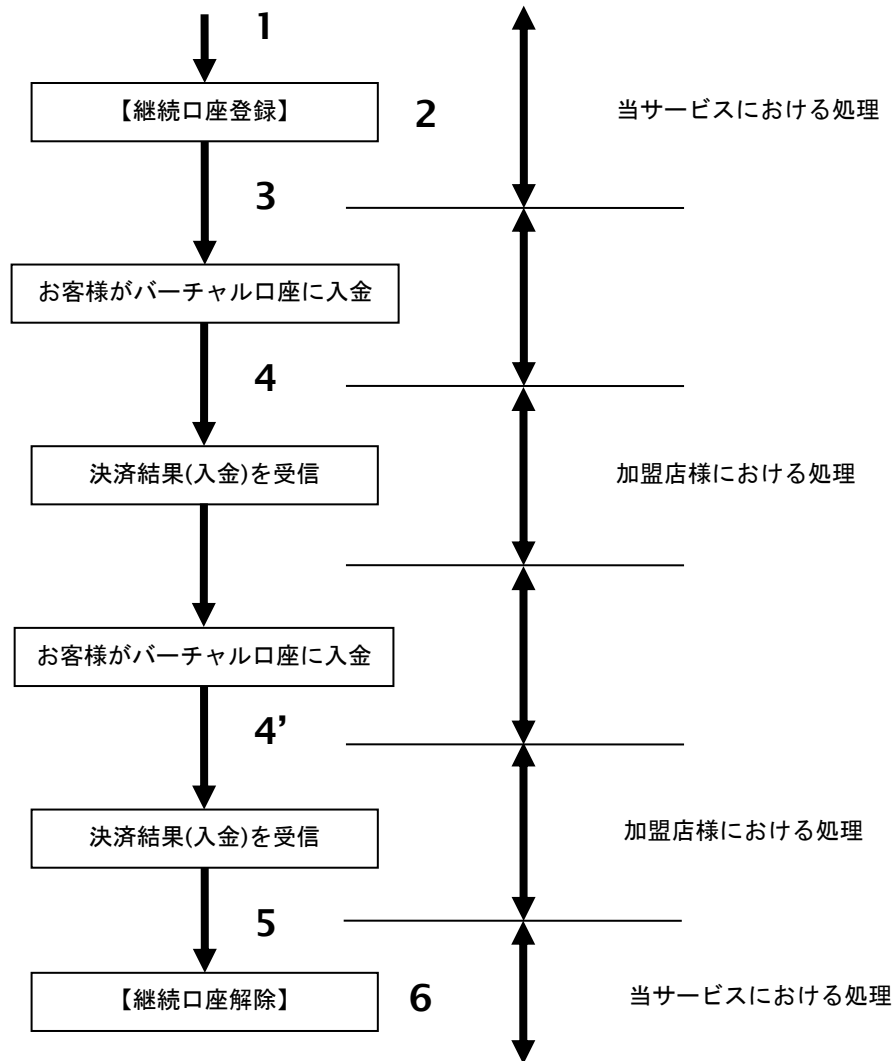 1
【継続口座登録】
2
当サービスにおける処理
3
お客様がバーチャル口座に入金
4
決済結果(入金)を受信
加盟店様における処理
お客様がバーチャル口座に入金
4’
決済結果(入金)を受信
加盟店様における処理
5
【継続口座解除】
6
当サービスにおける処理